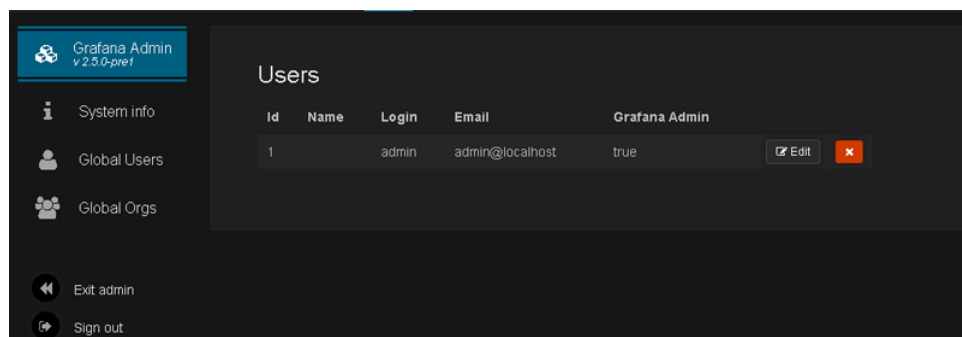 Grafana Admin
v 2.5.0-pre1
System info
Global Users
Global Orgs
Exit admin
Sign out
Users
Id Name Login Email Grafana Admin
1 admin admin@localhost true Edit